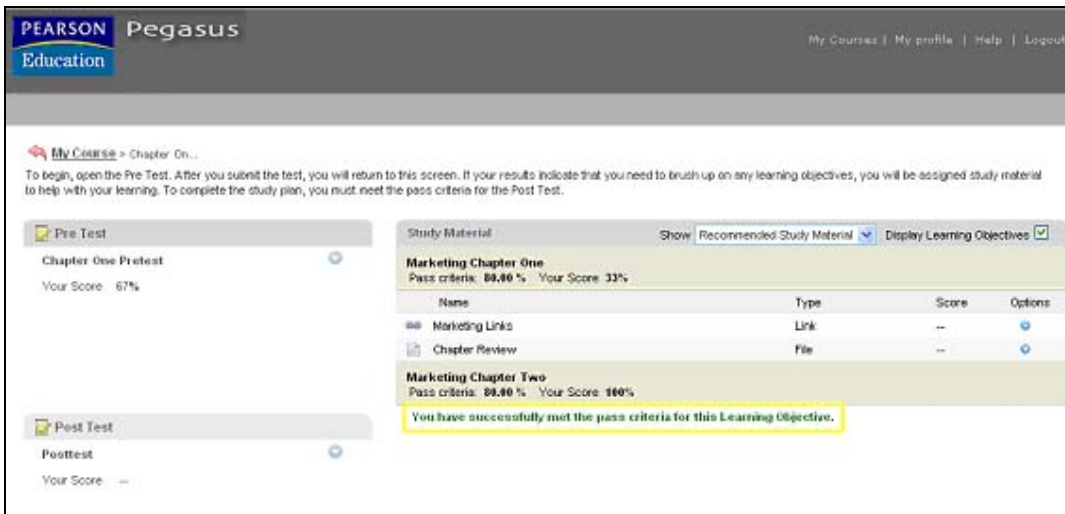 PEARSON
Education
Pegasus
My Courses | My profile | Help | Logout
My Course > Chapter On...
To begin, open the Pre Test. After you submit the test, you will return to this screen. If your results indicate that you need to brush up on any learning objectives, you will be assigned study material
to help with your learning. To complete the study plan, you must meet the pass criteria for the Post Test.
Pre Test
Chapter One Pretest
Your Score 67%
Post Test
Posttest
Your Score --
Study Material Show Recommended Study Material Display Learning Objectives
Marketing Chapter One
Pass criteria: 80.00 % Your Score 33%
Name Type Score Options
Marketing Links Link --
Chapter Review File --
Marketing Chapter Two
Pass criteria: 80.00 % Your Score 100%
You have successfully met the pass criteria for this Learning Objective.